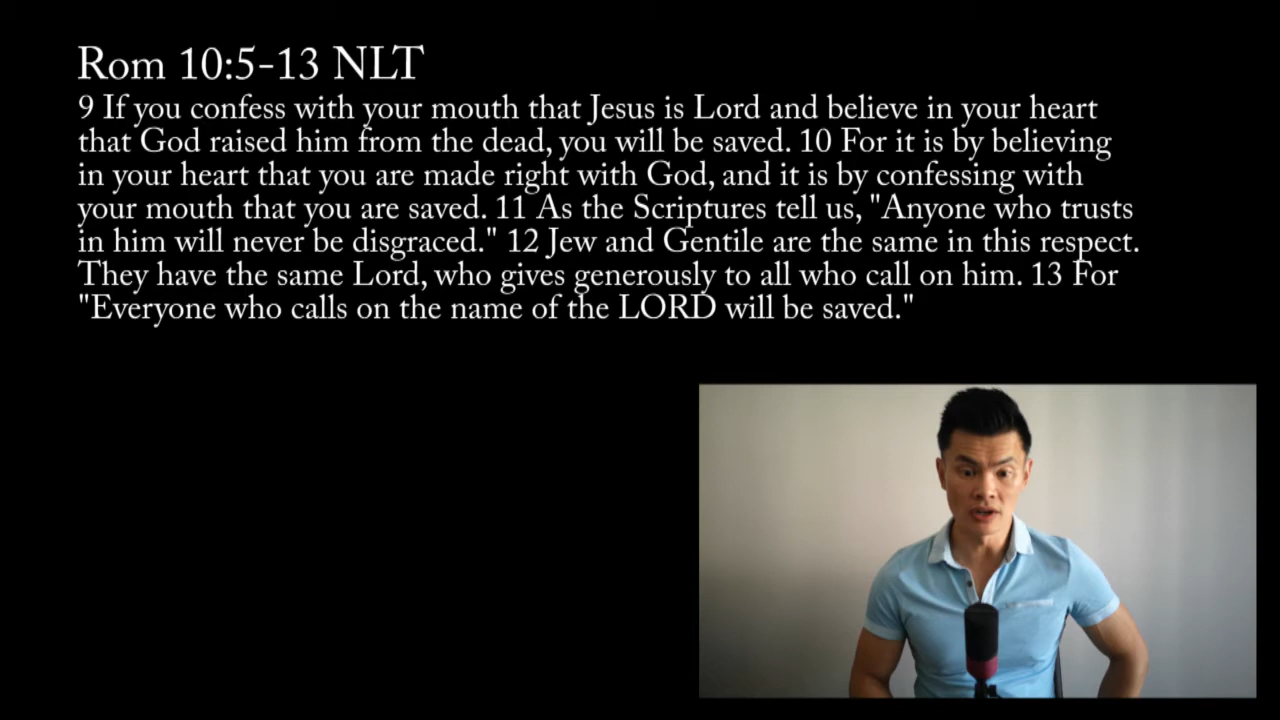 Rom 10:5-13 NLT
9 If you confess with your mouth that Jesus is Lord and believe in your heart
that God raised him from the dead, you will be saved. 10 For it is by believing
in your heart that you are made right with God, and it is by confessing with
your mouth that you are saved. 11 As the Scriptures tell us, "Anyone who trusts
in him will never be disgraced." 12 Jew and Gentile are the same in this respect.
They have the same Lord, who gives generously to all who call on him. 13 For
"Everyone who calls on the name of the LORD will be saved."